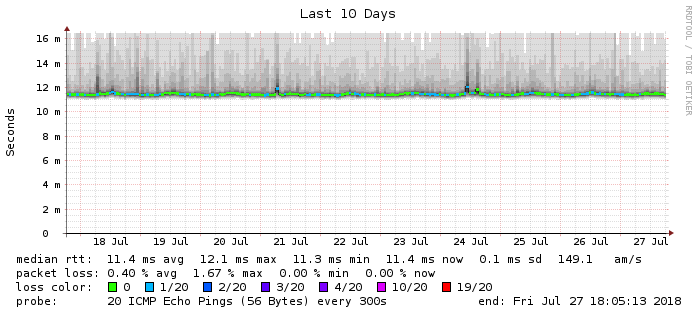 Last 10 Days
RRDTOOL / TOBI OETIKER
Seconds
16 m
14 m
12 m
10 m
8 m
6 m
4 m
2 m
0
18 Jul 19 Jul 20 Jul 21 Jul 22 Jul 23 Jul 24 Jul 25 Jul 26 Jul 27 Jul
median rtt: 11.4 ms avg 12.1 ms max 11.3 ms min 11.4 ms now 0.1 ms sd 149.1 am/s
packet loss: 0.40 % avg 1.67 % max 0.00 % min 0.00 % now
loss color: 0 1/20 2/20 3/20 4/20 10/20 19/20
probe: 20 ICMP Echo Pings (56 Bytes) every 300s end: Fri Jul 27 18:05:13 2018